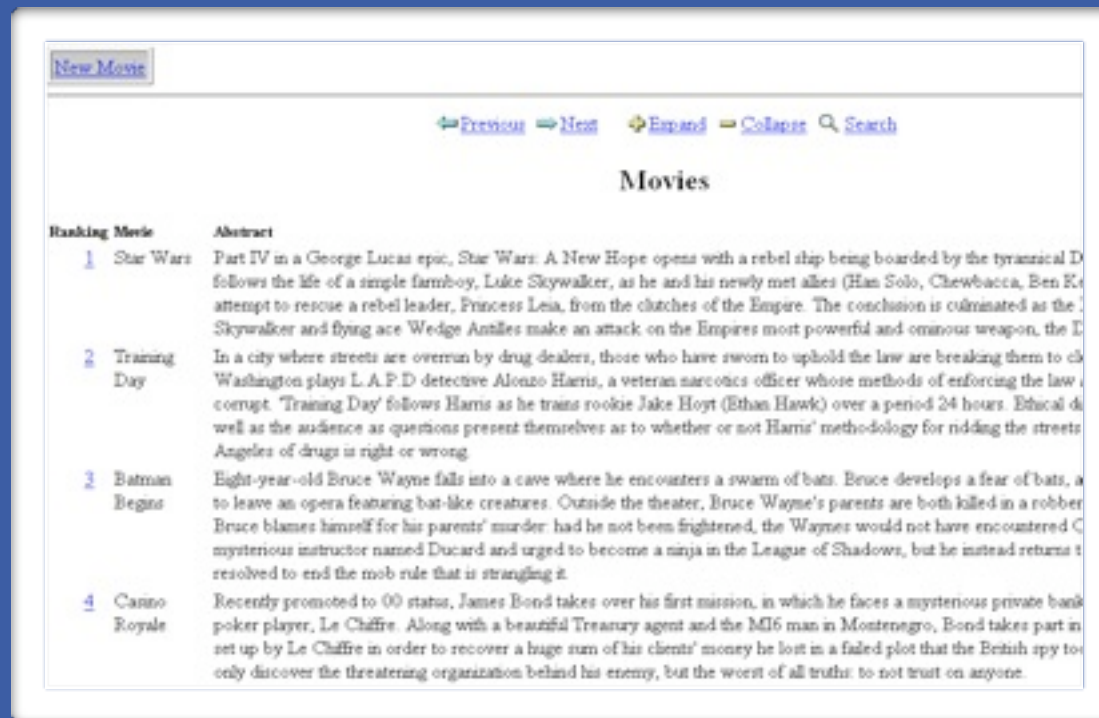 New Movie
Previous Next Expand Collapse Search
Movies
Ranking Movie Abstract
1 Star Wars Part IV in a George Lucas epic, Star Wars: A New Hope opens with a rebel ship being boarded by the tyrannical D
follows the life of a simple farmboy, Luke Skywalker, as he and his newly met allies (Han Solo, Chewbacca, Ben Ke
attempt to rescue a rebel leader, Princess Leia, from the clutches of the Empire. The conclusion is culminated as the
Skywalker and flying ace Wedge Antilles make an attack on the Empires most powerful and ominous weapon, the D
2 Training In a city where streets are overrun by drug dealers, those who have sworn to uphold the law are breaking them to cl
Day Washington plays L.A.P.D detective Alonzo Harris, a veteran narcotics officer whose methods of enforcing the law
corrupt. 'Training Day' follows Harris as he trains rookie Jake Hoyt (Ethan Hawk) over a period 24 hours. Ethical di
well as the audience as questions present themselves as to whether or not Harris' methodology for ridding the streets
Angeles of drugs is right or wrong.
3 Batman Eight-year-old Bruce Wayne falls into a cave where he encounters a swarm of bats. Bruce develops a fear of bats, a
Begins to leave an opera featuring bat-like creatures. Outside the theater, Bruce Wayne's parents are both killed in a robber
Bruce blames himself for his parents' murder: had he not been frightened, the Waynes would not have encountered C
mysterious instructor named Ducard and urged to become a ninja in the League of Shadows, but he instead returns t
resolved to end the mob rule that is strangling it.
4 Casino Recently promoted to 00 status, James Bond takes over his first mission, in which he faces a mysterious private bank
Royale poker player, Le Chiffre. Along with a beautiful Treasury agent and the MI6 man in Montenegro, Bond takes part in
set up by Le Chiffre in order to recover a huge sum of his clients' money he lost in a failed plot that the British spy too
only discover the threatening organization behind his enemy, but the worst of all truths: to not trust on anyone.